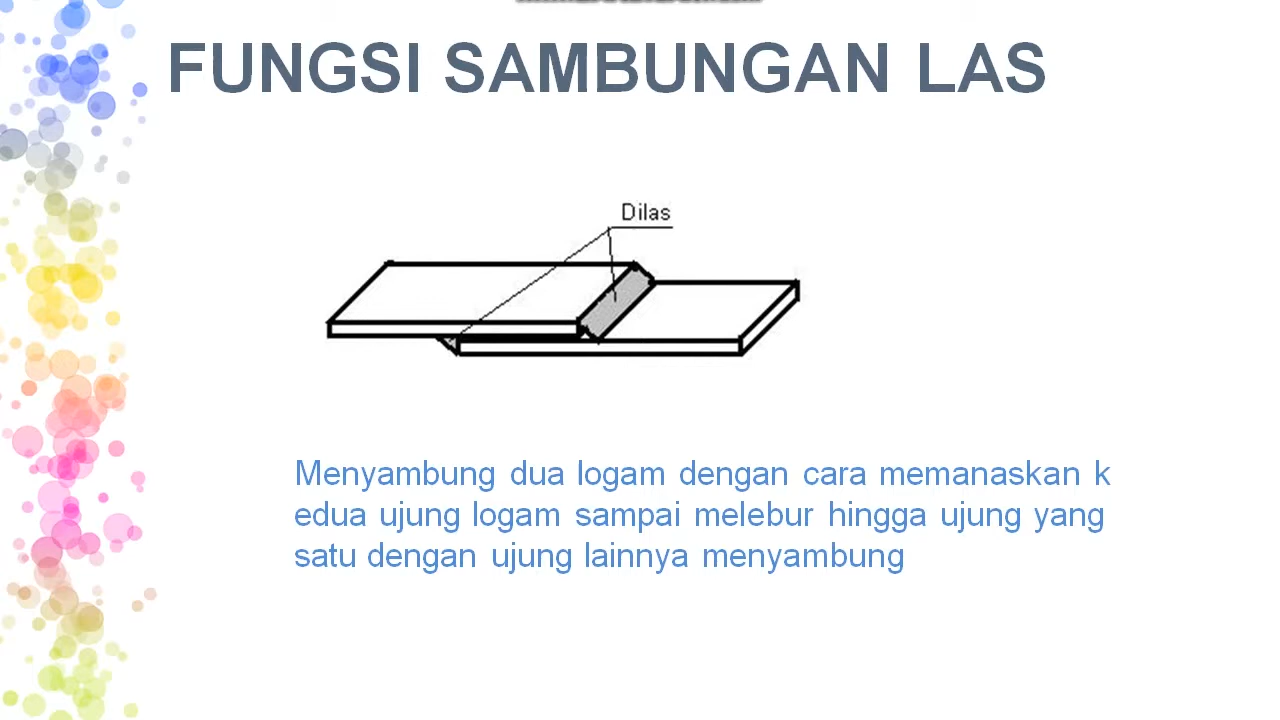 FUNGSI SAMBUNGAN LAS
Dilas
Menyambung dua logam dengan cara memanaskan k
edua ujung logam sampai melebur hingga ujung yang
satu dengan ujung lainnya menyambung